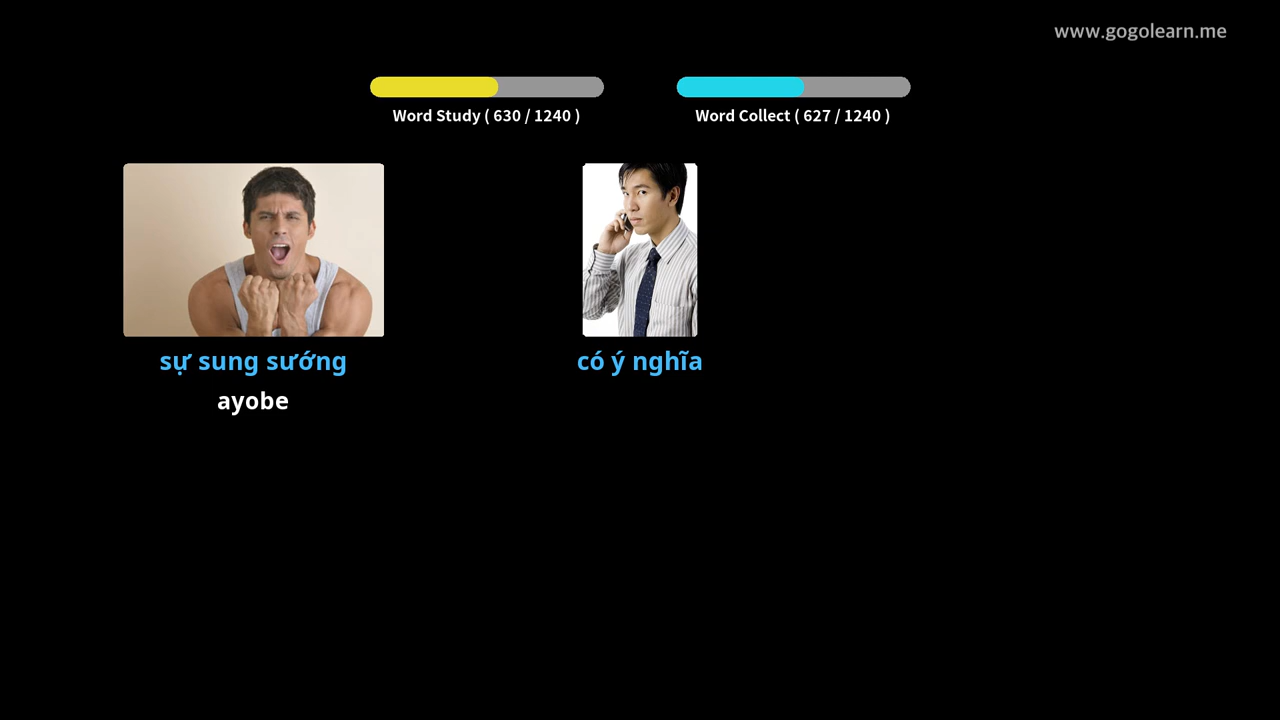 www.gogolearn.me
Word Study ( 630 / 1240 )
Word Collect ( 627 / 1240 )
sự sung sướng
có ý nghĩa
ayobe